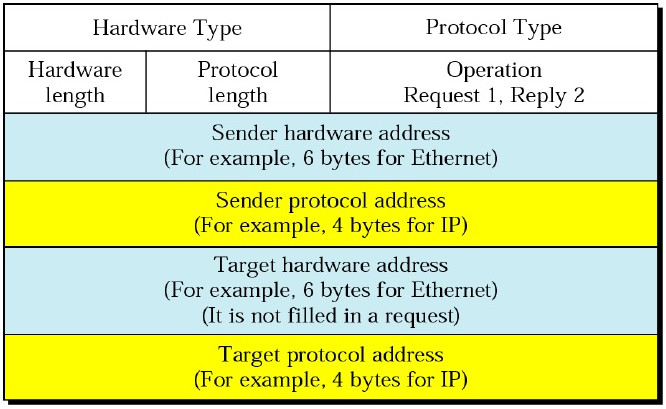 Hardware Type
Protocol Type
Hardware
length
Protocol
length
Operation
Request 1, Reply 2
Sender hardware address
(For example, 6 bytes for Ethernet)
Sender protocol address
(For example, 4 bytes for IP)
Target hardware address
(For example, 6 bytes for Ethernet)
(It is not filled in a request)
Target protocol address
(For example, 4 bytes for IP)